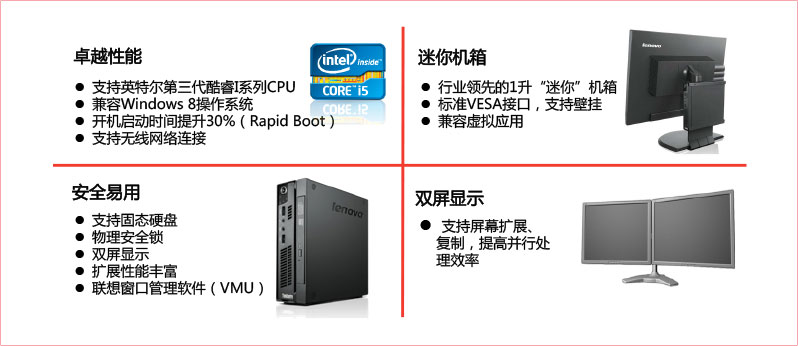 卓越性能
intel inside™
CORE™ i5
支持英特尔第三代酷睿I系列CPU
兼容Windows 8操作系统
开机启动时间提升30%（Rapid Boot）
支持无线网络连接
迷你机箱
行业领先的1升“迷你”机箱
标准VESA接口，支持壁挂
兼容虚拟应用
lenovo
安全易用
支持固态硬盘
物理安全锁
双屏显示
扩展性能丰富
联想窗口管理软件（VMU）
lenovo
双屏显示
支持屏幕扩展、
复制，提高并行处
理效率